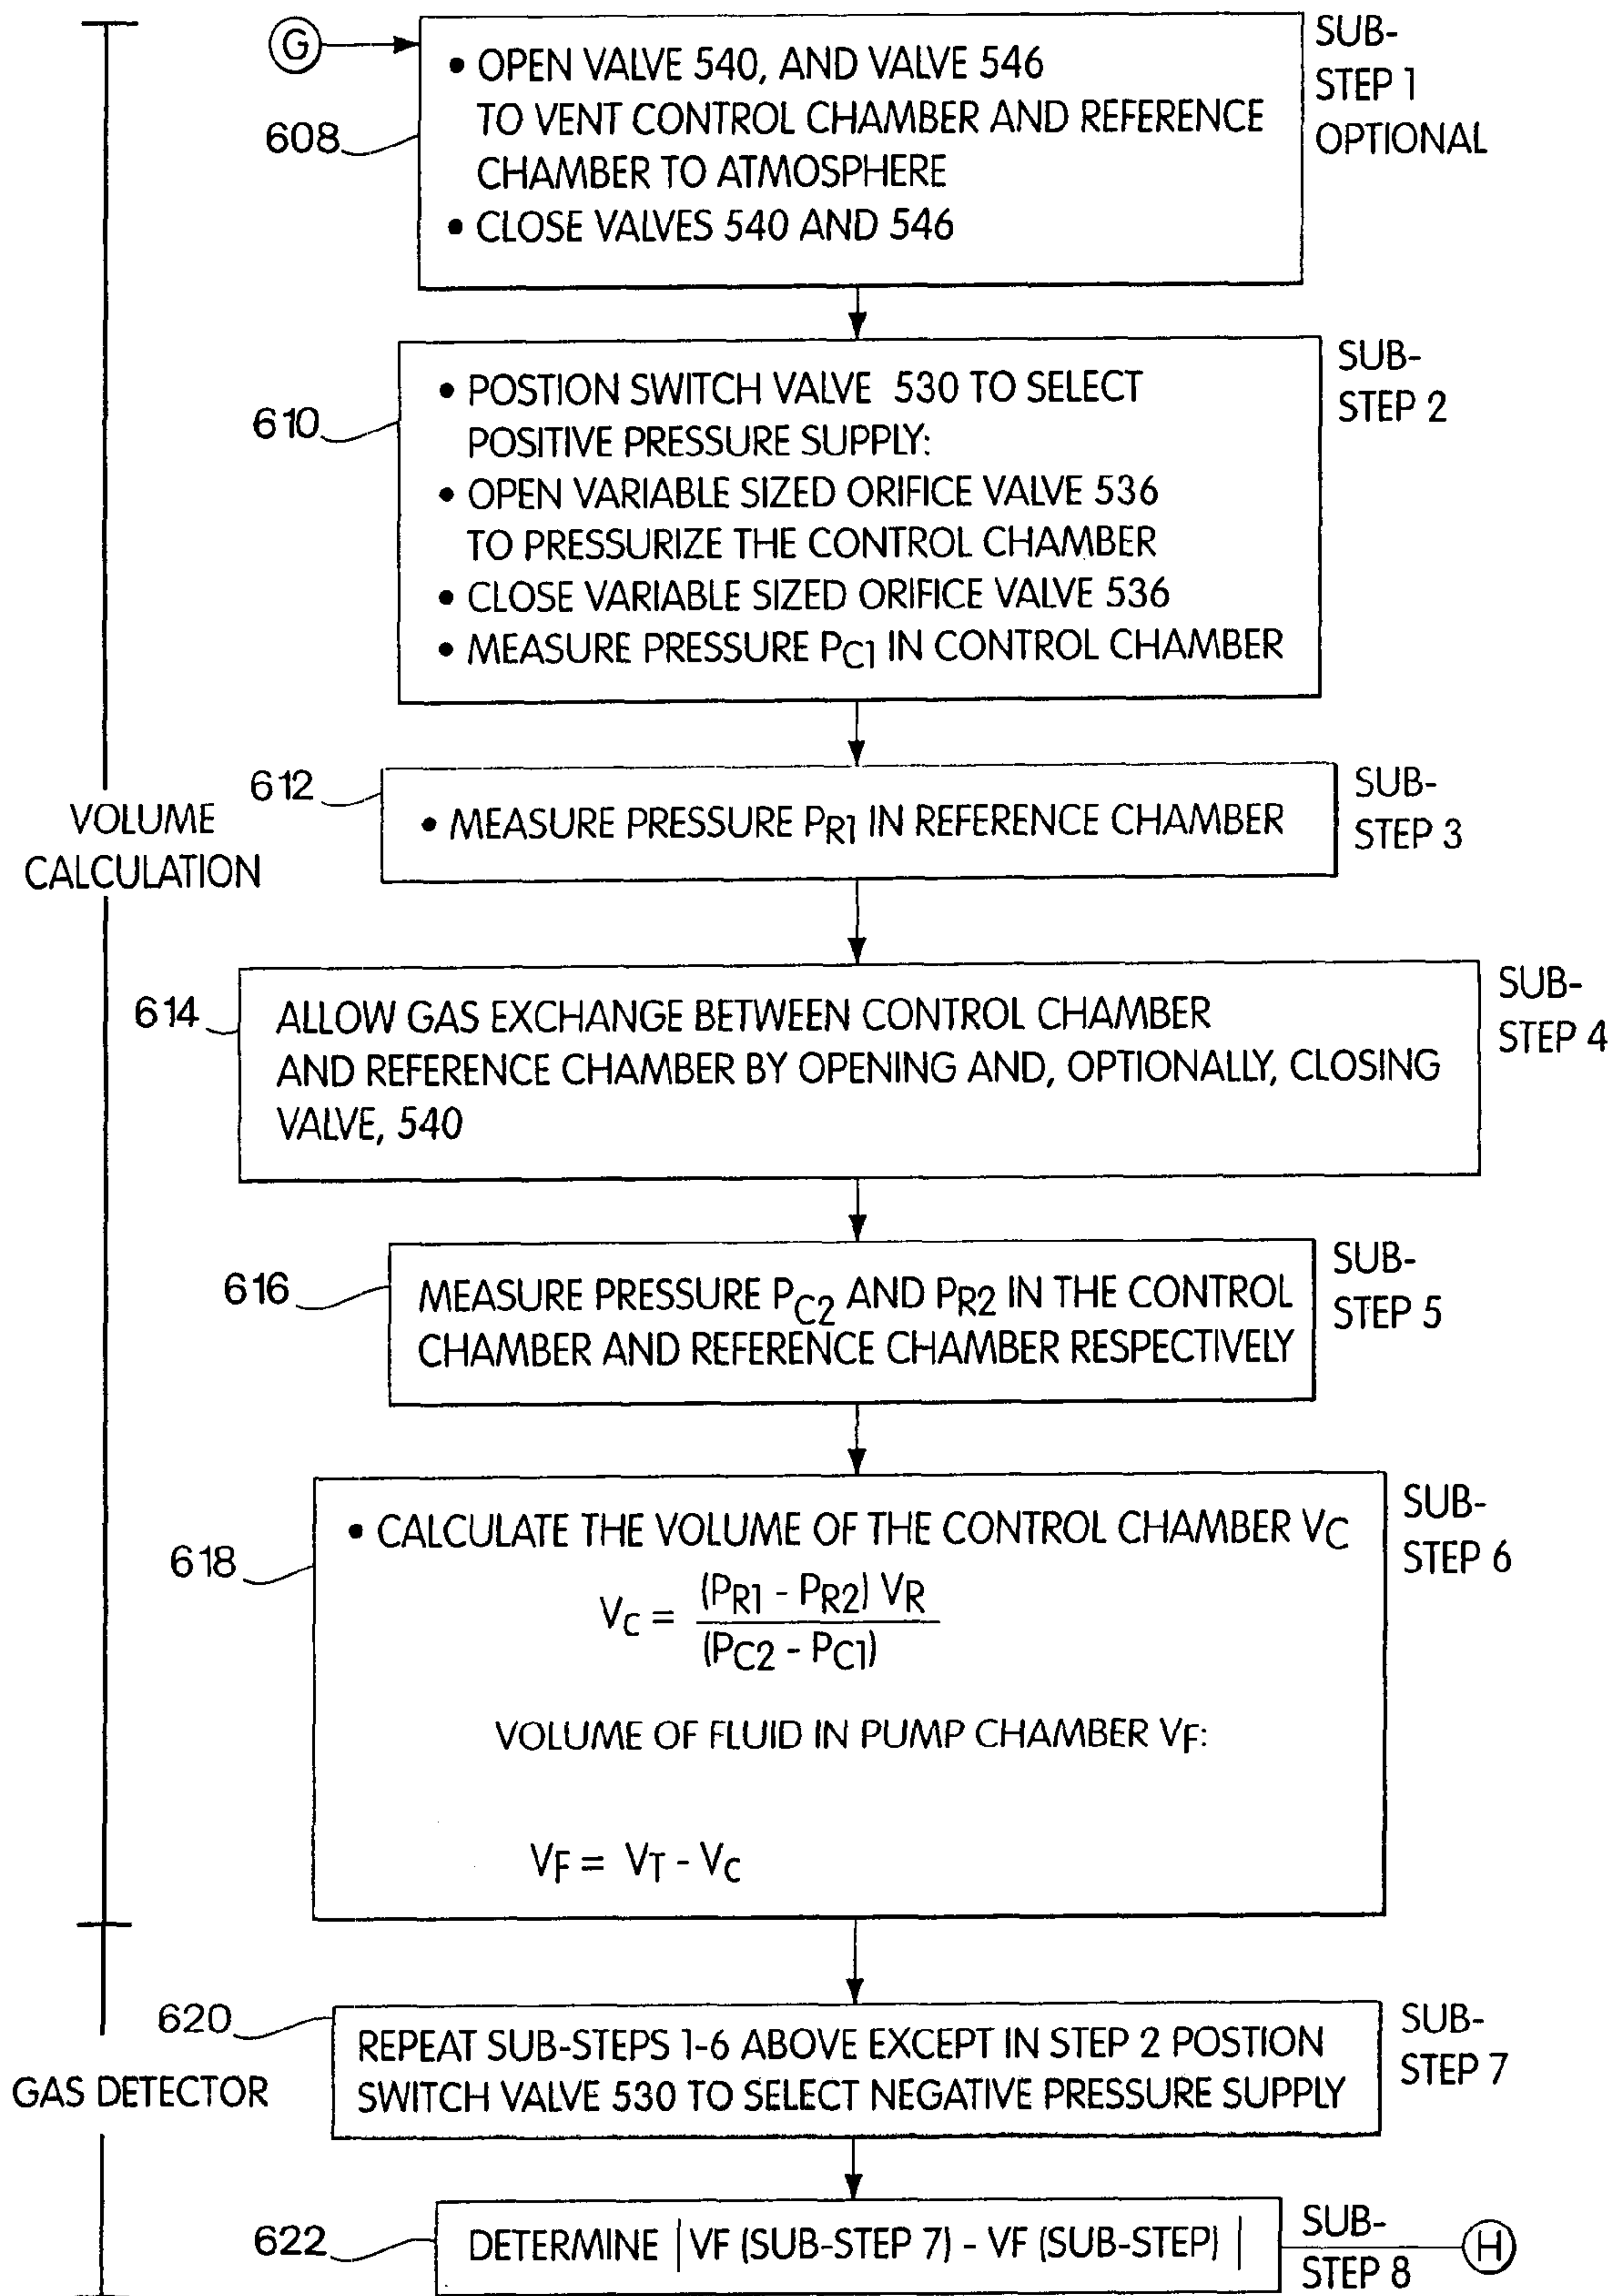 G
608
• OPEN VALVE 540, AND VALVE 546
TO VENT CONTROL CHAMBER AND REFERENCE
CHAMBER TO ATMOSPHERE
• CLOSE VALVES 540 AND 546
SUB-
STEP 1
OPTIONAL
610
• POSTION SWITCH VALVE 530 TO SELECT
POSITIVE PRESSURE SUPPLY:
• OPEN VARIABLE SIZED ORIFICE VALVE 536
TO PRESSURIZE THE CONTROL CHAMBER
• CLOSE VARIABLE SIZED ORIFICE VALVE 536
• MEASURE PRESSURE PC1 IN CONTROL CHAMBER
SUB-
STEP 2
612
• MEASURE PRESSURE PR1 IN REFERENCE CHAMBER
SUB-
STEP 3
VOLUME
CALCULATION
614
ALLOW GAS EXCHANGE BETWEEN CONTROL CHAMBER
AND REFERENCE CHAMBER BY OPENING AND, OPTIONALLY, CLOSING
VALVE, 540
SUB-
STEP 4
616
MEASURE PRESSURE PC2 AND PR2 IN THE CONTROL
CHAMBER AND REFERENCE CHAMBER RESPECTIVELY
SUB-
STEP 5
618
• CALCULATE THE VOLUME OF THE CONTROL CHAMBER VC
VC = (PR1 - PR2) VR
(PC2 - PC1)
VOLUME OF FLUID IN PUMP CHAMBER VF:
VF = VT - VC
SUB-
STEP 6
620
REPEAT SUB-STEPS 1-6 ABOVE EXCEPT IN STEP 2 POSTION
SWITCH VALVE 530 TO SELECT NEGATIVE PRESSURE SUPPLY
SUB-
STEP 7
GAS DETECTOR
622
DETERMINE |VF (SUB-STEP 7) - VF (SUB-STEP) |
SUB-
STEP 8
H